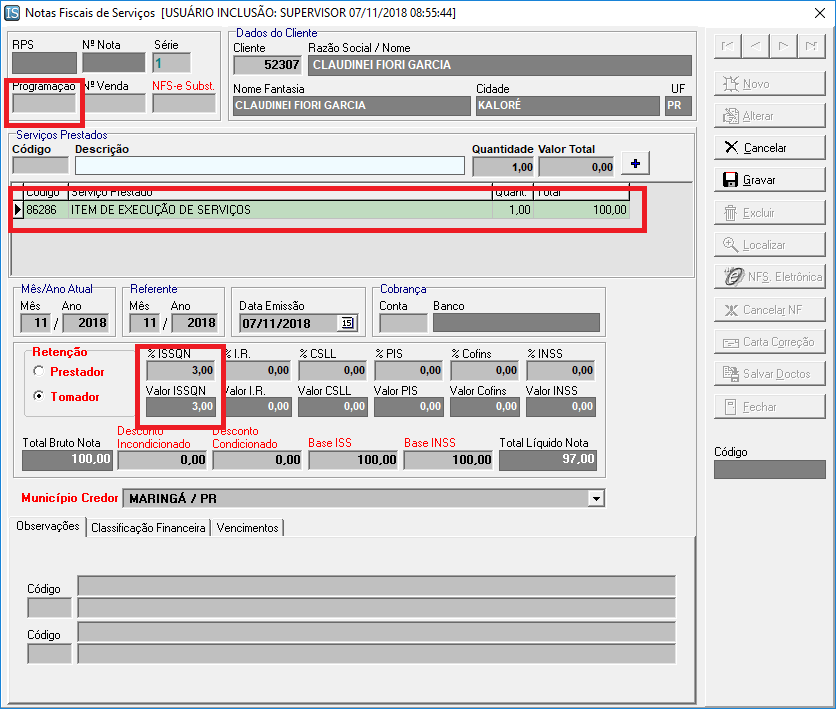 IS Notas Fiscais de Serviços [USUÁRIO INCLUSÃO: SUPERVISOR 07/11/2018 08:55:44]
RPS Nº Nota Série
1
Programação Nº Venda NFS-e Subst.
Dados do Cliente
Cliente Razão Social / Nome
52307 CLAUDINEI FIORI GARCIA
Nome Fantasia Cidade UF
CLAUDINEI FIORI GARCIA KALORÉ PR
Serviços Prestados
Código Descrição Quantidade Valor Total
1,00 0,00 +
Código Serviço Prestado Quant. Total
86286 ITEM DE EXECUÇÃO DE SERVIÇOS 1,00 100,00
Mês/Ano Atual Referente Cobrança
Mês Ano Mês Ano Data Emissão Conta Banco
11 / 2018 11 / 2018 07/11/2018 15
Retenção
Prestador
Tomador
% ISSQN % I.R. % CSLL % PIS % Cofins % INSS
3,00 0,00 0,00 0,00 0,00 0,00
Valor ISSQN Valor I.R. Valor CSLL Valor PIS Valor Cofins Valor INSS
3,00 0,00 0,00 0,00 0,00 0,00
Total Bruto Nota Desconto Incondicionado Desconto Condicionado Base ISS Base INSS Total Líquido Nota
100,00 0,00 0,00 100,00 100,00 97,00
Município Credor MARINGÁ / PR
Observações Classificação Financeira Vencimentos
Código
Código
Novo
Alterar
Cancelar
Gravar
Excluir
Localizar
NFS. Eletrônica
Cancelar NF
Carta Correção
Salvar Doctos
Fechar
Código